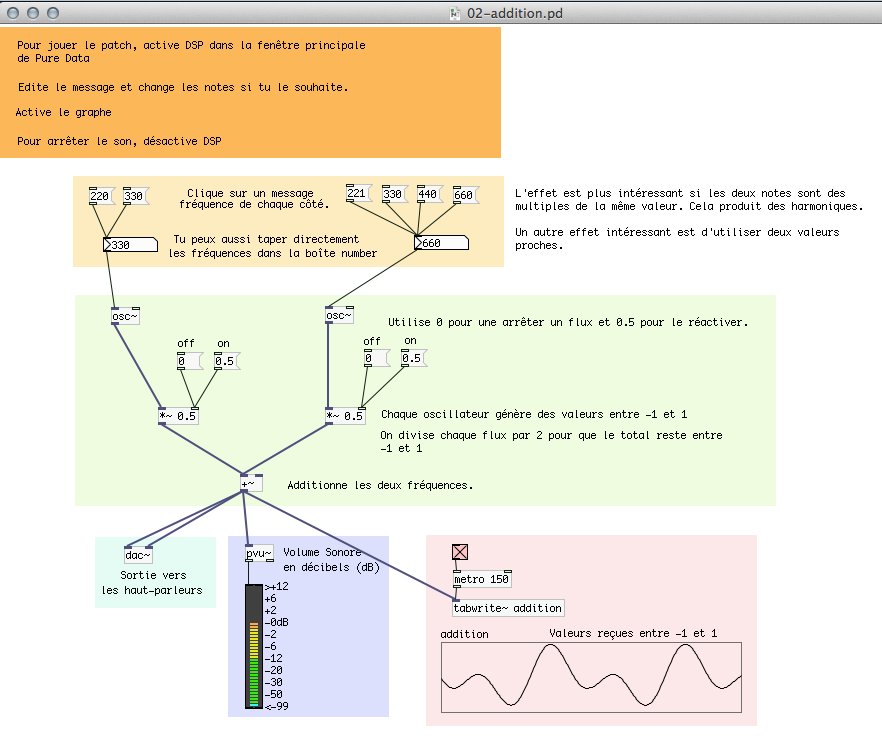 02-addition.pd
Pour jouer le patch, active DSP dans la fenêtre principale
de Pure Data
Edite le message et change les notes si tu le souhaite.
Active le graphe
Pour arrêter le son, désactive DSP
220
330
Clique sur un message
fréquence de chaque côté.
221
330
440
660
L'effet est plus intéressant si les deux notes sont des
multiples de la même valeur. Cela produit des harmoniques.
Un autre effet intéressant est d'utiliser deux valeurs
proches.
330
Tu peux aussi taper directement
les fréquences dans la boîte number
660
osc~
osc~
Utilise 0 pour une arrêter un flux et 0.5 pour le réactiver.
off
on
0
0.5
off
on
0
0.5
*~ 0.5
*~ 0.5
Chaque oscillateur génère des valeurs entre -1 et 1
On divise chaque flux par 2 pour que le total reste entre
-1 et 1
+~
Additionne les deux fréquences.
dac~
Sortie vers
les haut-parleurs
pvu~
Volume Sonore
en décibels (dB)
>+12
+6
+2
-0dB
-2
-6
-12
-20
-30
-50
<-99
metro 150
tabwrite~ addition
addition
Valeurs reçues entre -1 et 1